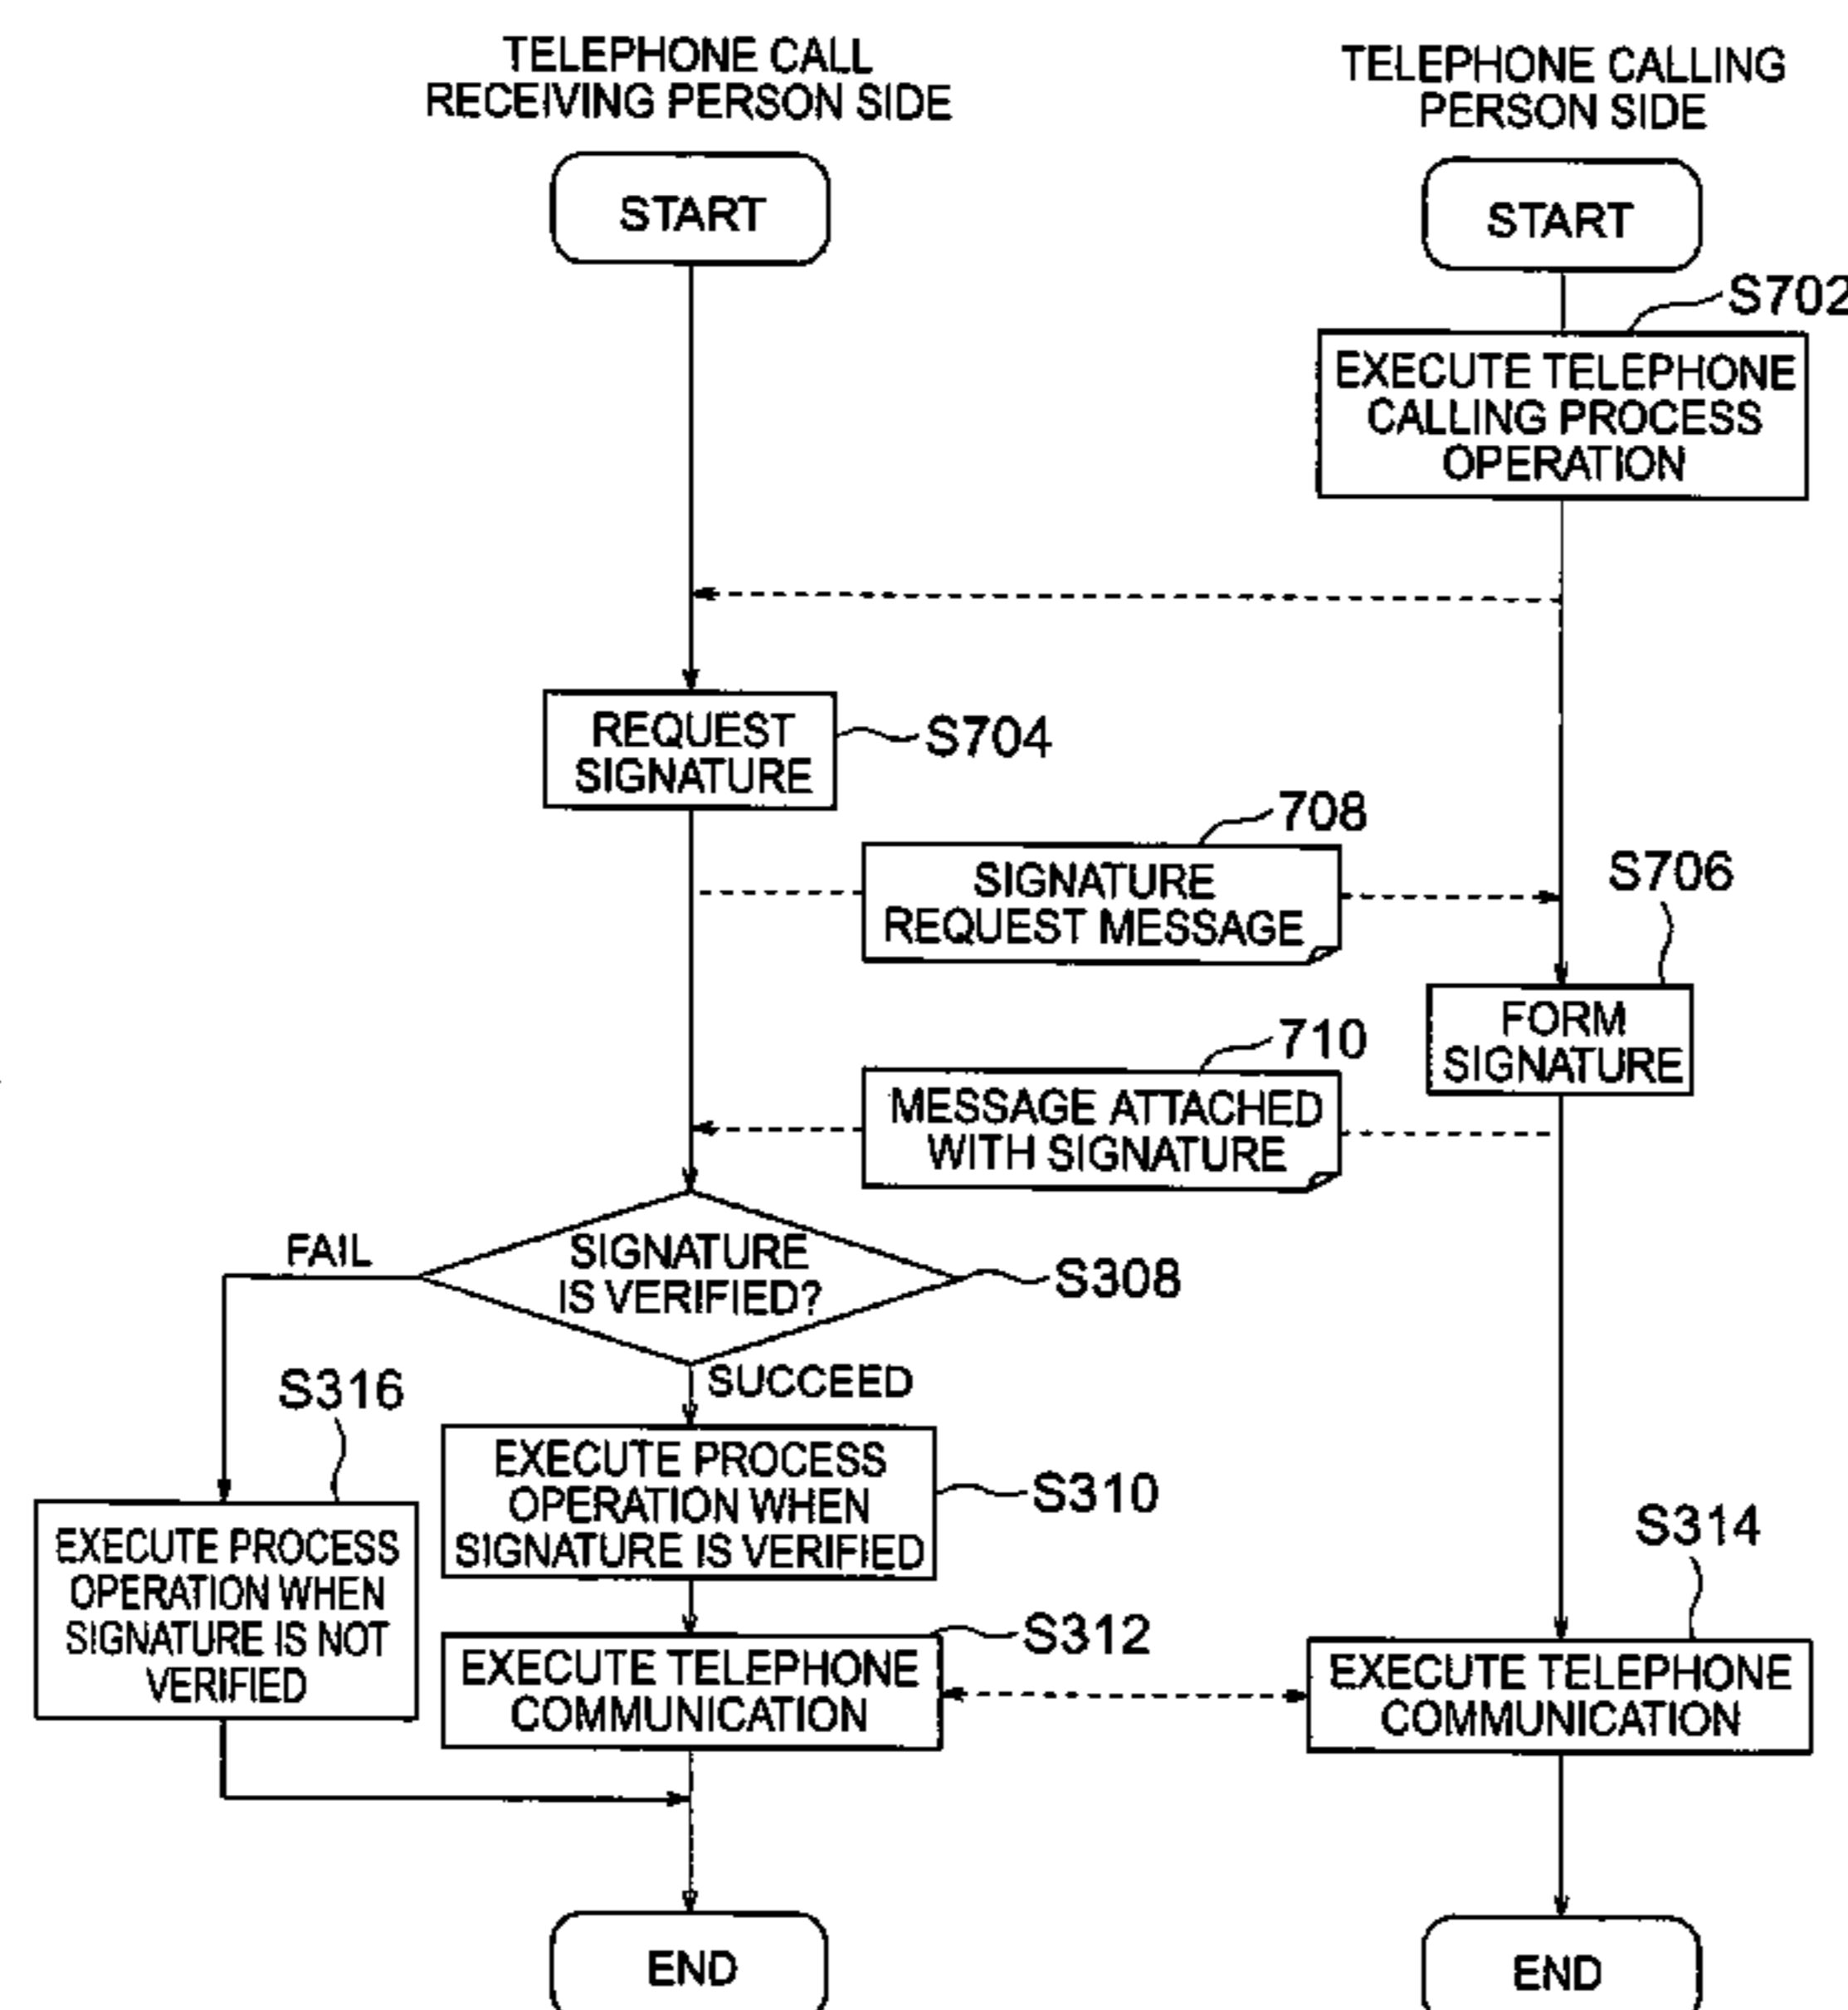 TELEPHONE CALL
RECEIVING PERSON SIDE
TELEPHONE CALLING
PERSON SIDE
START
START
S702
EXECUTE TELEPHONE
CALLING PROCESS
OPERATION
REQUEST
SIGNATURE
S704
708
SIGNATURE
REQUEST MESSAGE
S706
FORM
SIGNATURE
710
MESSAGE ATTACHED
WITH SIGNATURE
FAIL
SIGNATURE
IS VERIFIED?
S308
SUCCEED
S316
EXECUTE PROCESS
OPERATION WHEN
SIGNATURE IS NOT
VERIFIED
EXECUTE PROCESS
OPERATION WHEN
SIGNATURE IS VERIFIED
S310
S312
EXECUTE TELEPHONE
COMMUNICATION
S314
EXECUTE TELEPHONE
COMMUNICATION
END
END